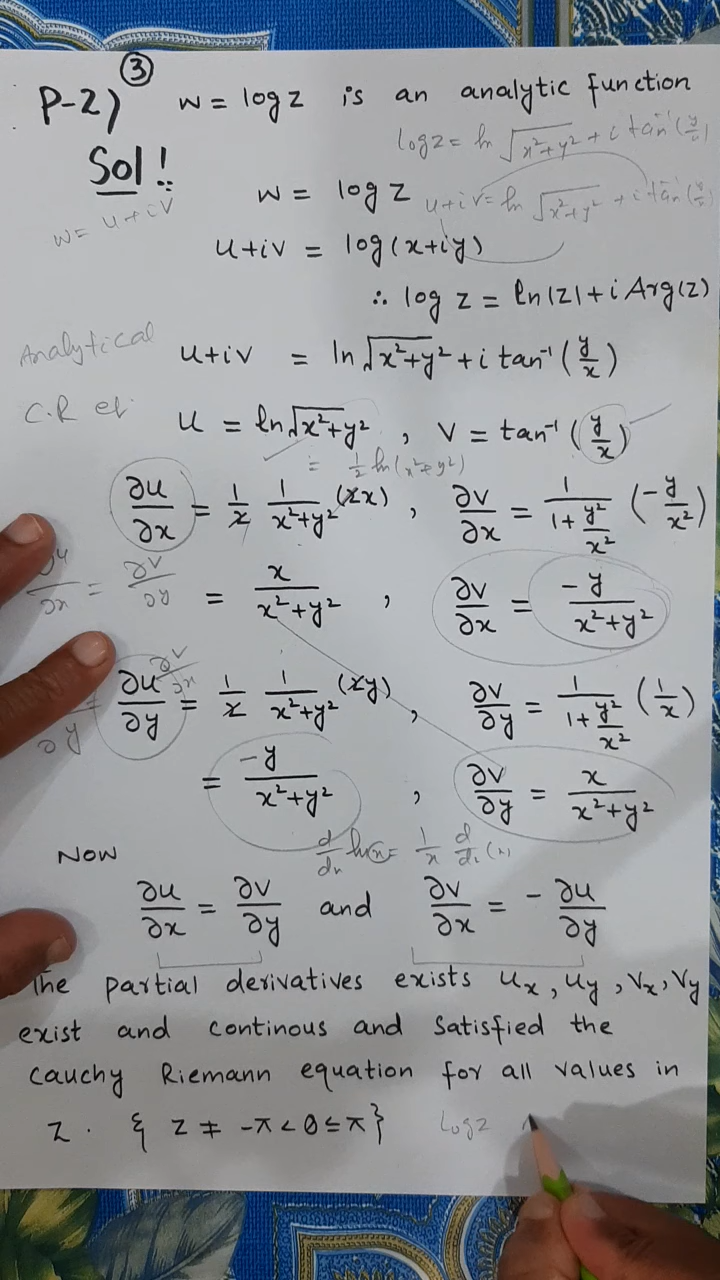 ③
P-2) w = log z is an analytic function
log z = ln √(x²+y²) + i tan⁻¹(y/x)
Sol!
w = log z u+iv = ln √(x²+y²) + i tan⁻¹(y/x)
w = u+iv
u+iv = log(x+iy)
∴ log z = ln|z| + i Arg(z)
Analytical u+iv = ln √(x²+y²) + i tan⁻¹(y/x)
C.R
u = ln √(x²+y²) , v = tan⁻¹(y/x)
= 1/2 ln(x²+y²)
∂u/∂x = 1/2 1/(x²+y²) (2x) , ∂v/∂x = 1/(1+y²/x²) (-y/x²)
∂u/∂x = ∂v/∂y = x/(x²+y²) , ∂v/∂x = -y/(x²+y²)
∂v/∂x
∂y = ∂u/∂y = 1/2 1/(x²+y²) (2y) , ∂v/∂y = 1/(1+y²/x²) (1/x)
= -y/(x²+y²) , ∂v/∂y = x/(x²+y²)
Now d/dx ln(x) = 1/x d/dx (x)
∂u/∂x = ∂v/∂y and ∂v/∂x = - ∂u/∂y
The partial derivatives exists uₓ, u_y, vₓ, v_y
exist and continous and satisfied the
cauchy Riemann equation for all values in
z . { z ≠ -π < θ ≤ π } log z